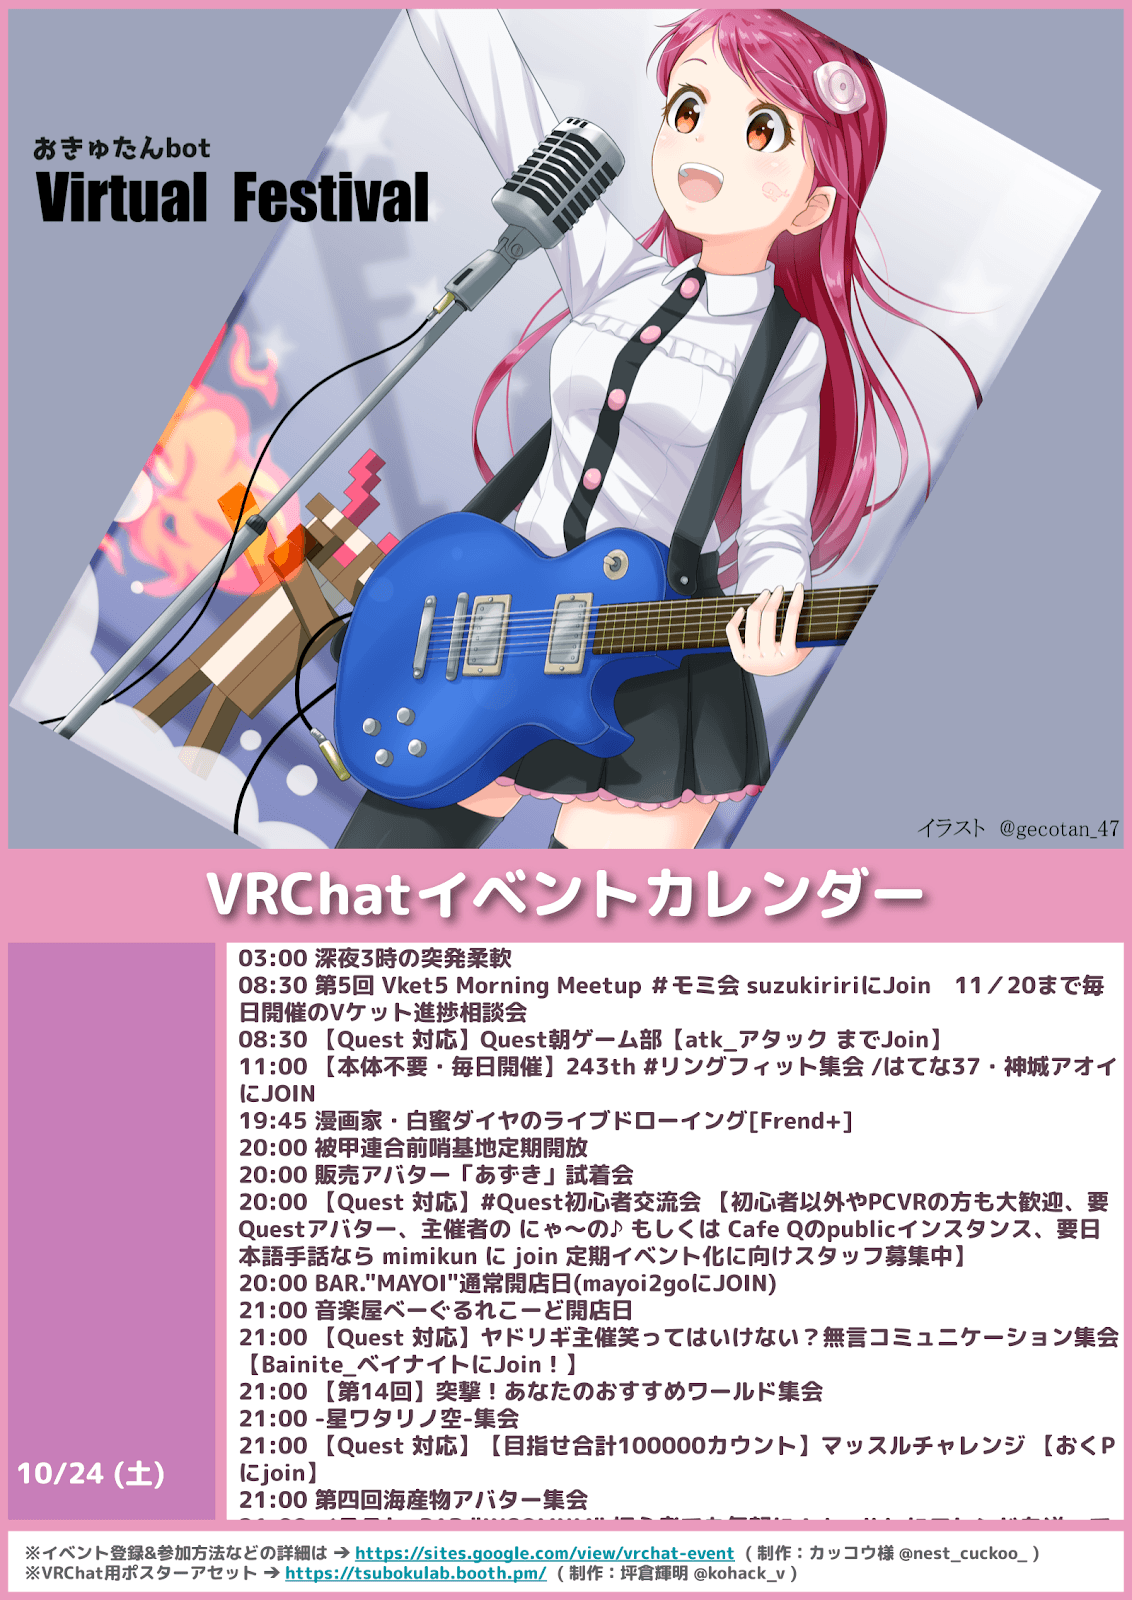 おきゅたんbot
Virtual Festival
イラスト @gecotan_47
VRChatイベントカレンダー
10/24 (土)
03:00 深夜3時の突発柔軟
08:30 第5回 Vket5 Morning Meetup ＃モミ会 suzukiririにJoin　11／20まで毎
日開催のVケット進捗相談会
08:30 【Quest 対応】Quest朝ゲーム部【atk_アタック までJoin】
11:00 【本体不要・毎日開催】243th #リングフィット集会 /はてな37・神城アオイ
にJOIN
19:45 漫画家・白蜜ダイヤのライブドローイング[Frend+]
20:00 被甲連合前哨基地定期開放
20:00 販売アバター「あずき」試着会
20:00 【Quest 対応】#Quest初心者交流会 【初心者以外やPCVRの方も大歓迎、要
Questアバター、主催者の にゃ～の♪ もしくは Cafe Qのpublicインスタンス、要日
本語手話なら mimikun に join 定期イベント化に向けスタッフ募集中】
20:00 BAR."MAYOI"通常開店日(mayoi2goにJOIN)
21:00 音楽屋べーぐるれこーど開店日
21:00 【Quest 対応】ヤドリギ主催笑ってはいけない？無言コミュニケーション集会
【Bainite_ベイナイトにJoin！】
21:00 【第14回】突撃！あなたのおすすめワールド集会
21:00 -星ワタリノ空-集会
21:00 【Quest 対応】【目指せ合計100000カウント】マッスルチャレンジ 【おくP
にjoin】
21:00 第四回海産物アバター集会
※イベント登録&参加方法などの詳細は → https://sites.google.com/view/vrchat-event ( 制作：カッコウ様 @nest_cuckoo_ )
※VRChat用ポスターアセット → https://tsubokulab.booth.pm/ ( 制作：坪倉輝明 @kohack_v )